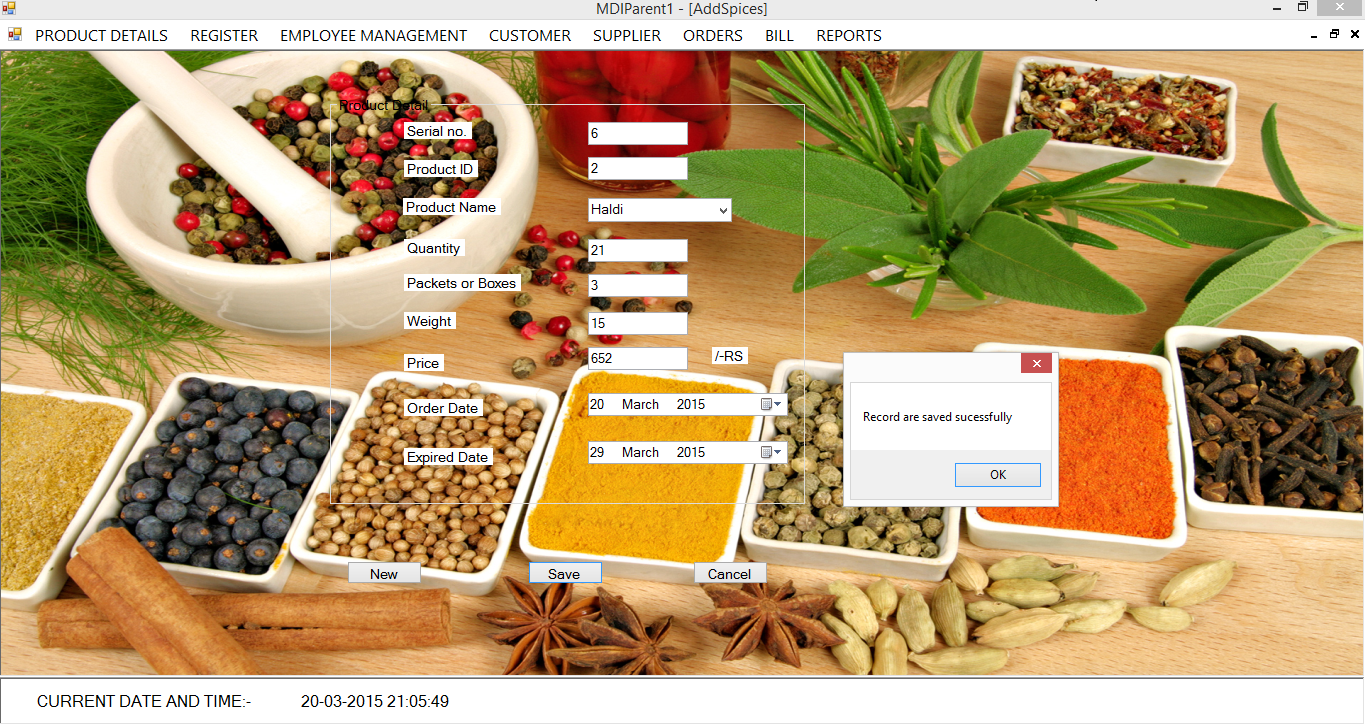 MDIParent1 - [AddSpices]
PRODUCT DETAILS REGISTER EMPLOYEE MANAGEMENT CUSTOMER SUPPLIER ORDERS BILL REPORTS
Product Detail
Serial no. 6
Product ID 2
Product Name Haldi
Quantity 21
Packets or Boxes 3
Weight 15
Price 652 /-RS
Order Date 20 March 2015
Expired Date 29 March 2015
Record are saved sucessfully
OK
New Save Cancel
CURRENT DATE AND TIME:- 20-03-2015 21:05:49